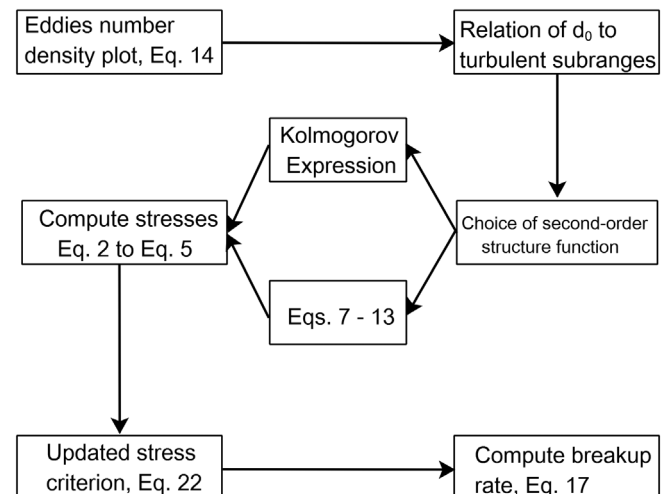 Eddies number
density plot, Eq. 14
Relation of d₀ to
turbulent subranges
Kolmogorov
Expression
Choice of second-order
structure function
Compute stresses
Eq. 2 to Eq. 5
Eqs. 7 - 13
Updated stress
criterion, Eq. 22
Compute breakup
rate, Eq. 17